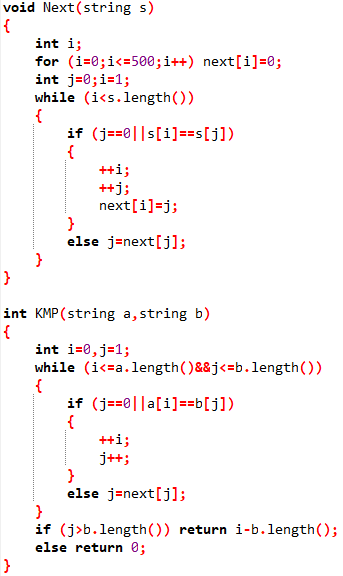 void Next(string s)
{
    int i;
    for (i=0;i<=500;i++) next[i]=0;
    int j=0;i=1;
    while (i<s.length())
    {
        if (j==0||s[i]==s[j])
        {
            ++i;
            ++j;
            next[i]=j;
        }
        else j=next[j];
    }
}

int KMP(string a,string b)
{
    int i=0,j=1;
    while (i<=a.length()&&j<=b.length())
    {
        if (j==0||a[i]==b[j])
        {
            ++i;
            j++;
        }
        else j=next[j];
    }
    if (j>b.length()) return i-b.length();
    else return 0;
}